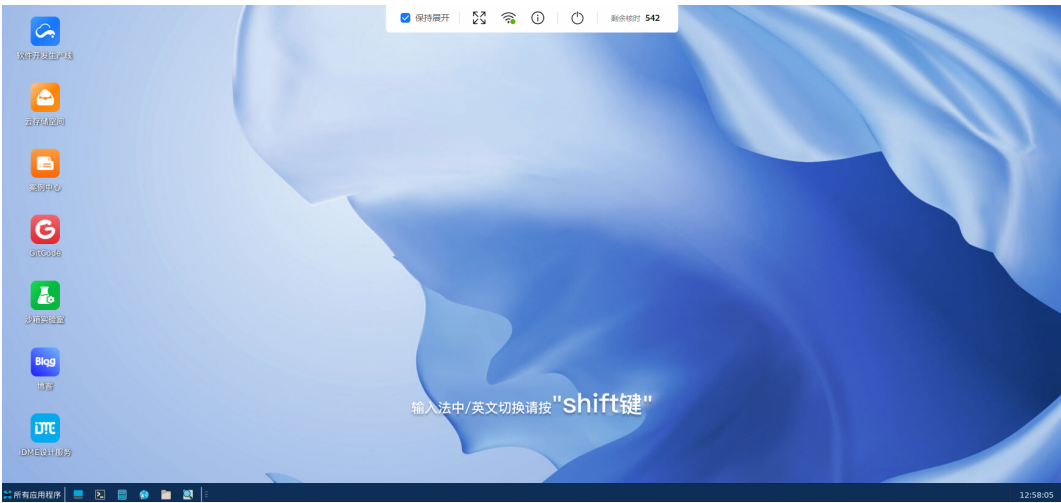 保持展开 剩余核时 542
软件开发生产线
云存储空间
案例中心
GitCode
沙箱实验室
Blog
博客
iDME
iDME设计服务
输入法中/英文切换请按"shift键"
所有应用程序 12:58:05